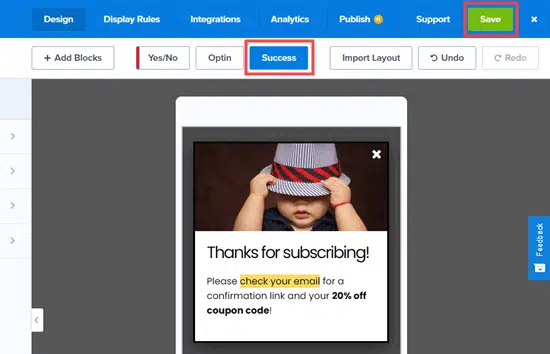 Design Display Rules Integrations Analytics Publish Support Save
+ Add Blocks Yes/No Optin Success Import Layout Undo Redo
Thanks for subscribing!
Please check your email for a
confirmation link and your 20% off
coupon code!
Feedback